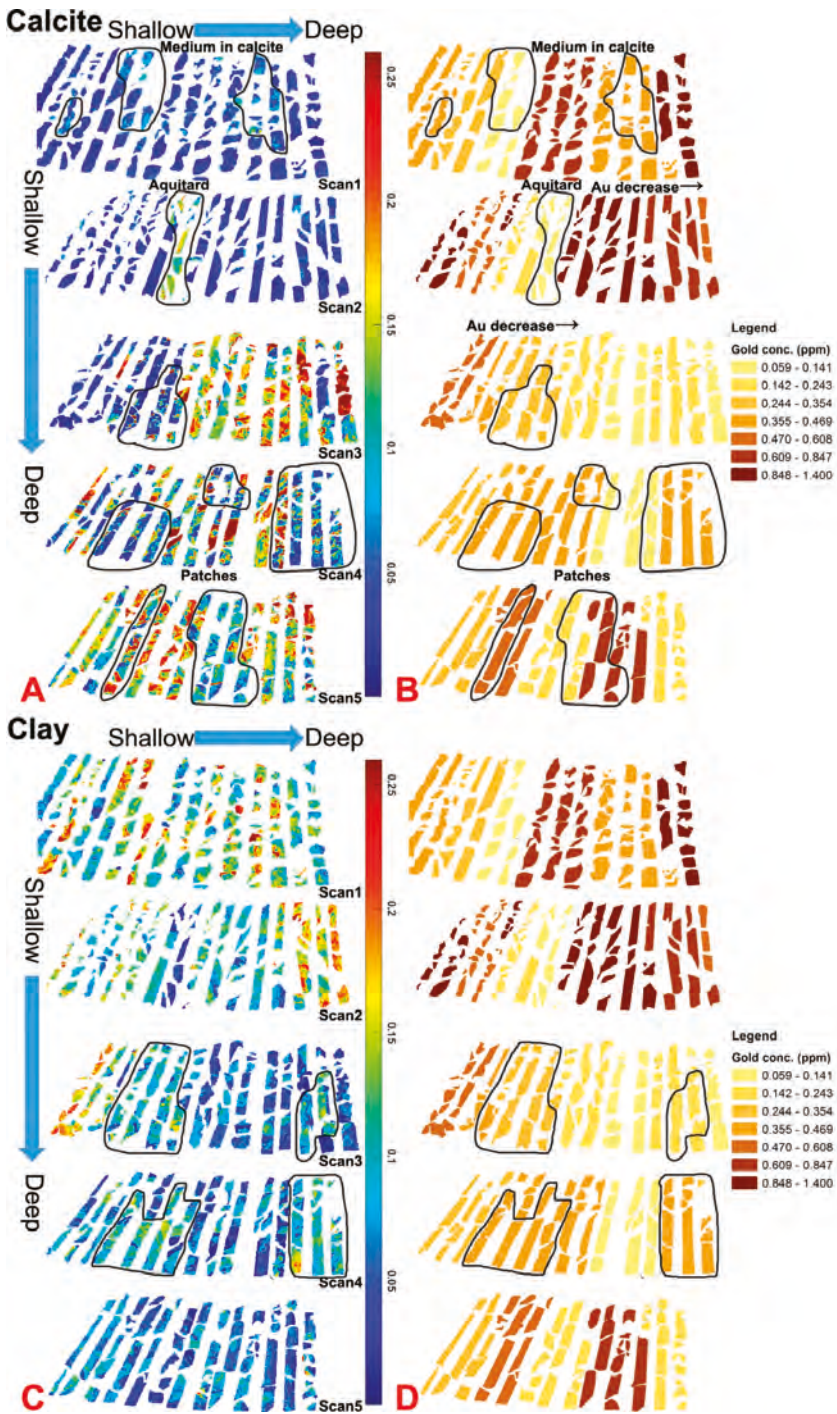 Calcite
Shallow Deep
Medium in calcite
Medium in calcite
0.25
Scan1
Shallow
Aquitard
Aquitard
Au decrease→
0.2
Scan2
0.15
Au decrease→
Legend
Gold conc. (ppm)
0.059 - 0.141
0.142 - 0.243
0.244 - 0.354
0.355 - 0.469
0.470 - 0.608
0.609 - 0.847
0.848 - 1.400
0.1
Scan3
Deep
0.05
Scan4
Patches
Patches
A
Scan5
B
Clay
Shallow Deep
0.25
Scan1
Shallow
0.2
Scan2
0.15
Legend
Gold conc. (ppm)
0.059 - 0.141
0.142 - 0.243
0.244 - 0.354
0.355 - 0.469
0.470 - 0.608
0.609 - 0.847
0.848 - 1.400
0.1
Scan3
Deep
0.05
Scan4
C
Scan5
D